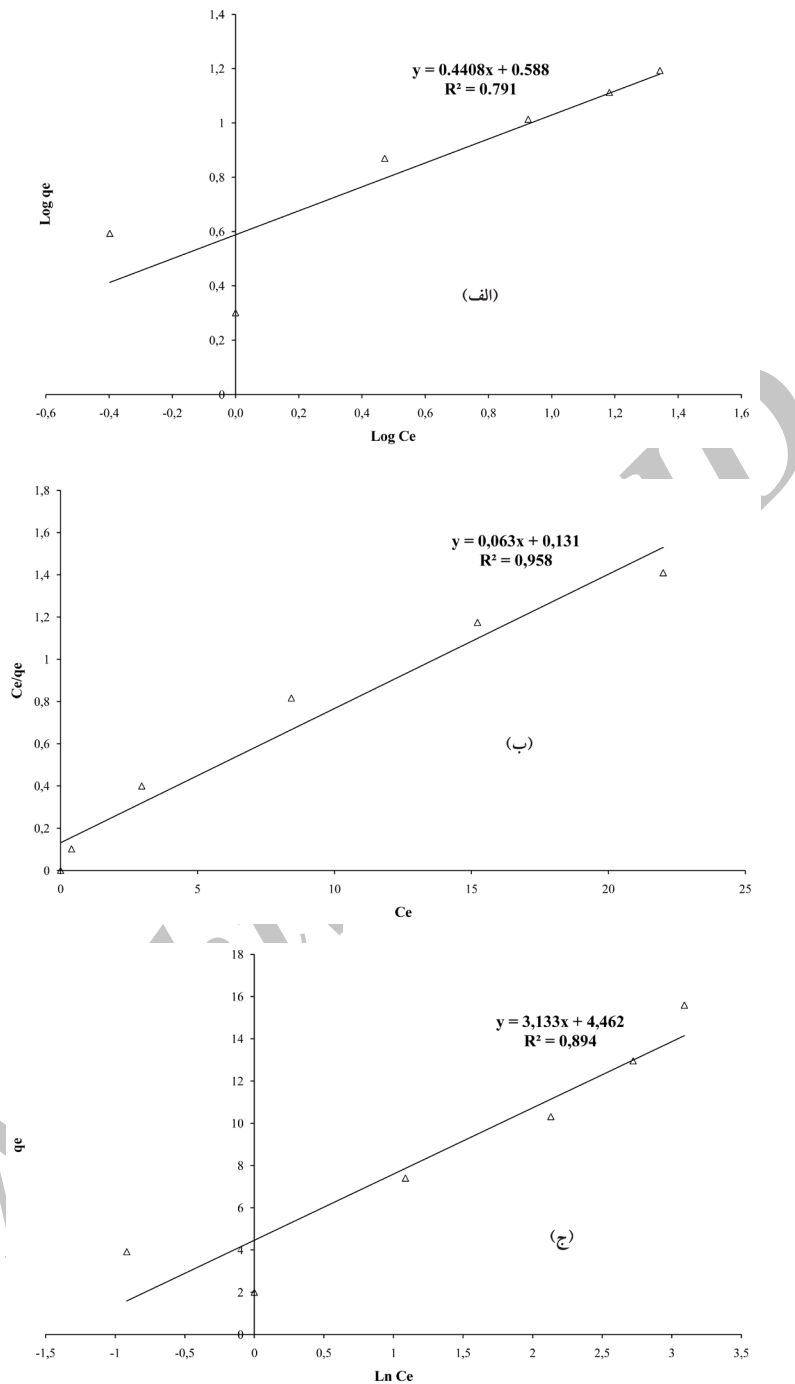 1,4
1,2
1
0,8
0,6
0,4
0,2
0
y = 0.4408x + 0.588
R² = 0.791
Log qe
(الف)
-0,6 -0,4 -0,2 0,0 0,2 0,4 0,6 0,8 1,0 1,2 1,4 1,6
Log Ce
1,8
1,6
1,4
1,2
1
0,8
0,6
0,4
0,2
0
y = 0,063x + 0,131
R² = 0,958
Ce/qe
(ب)
0 5 10 15 20 25
Ce
18
16
14
12
10
8
6
4
2
0
y = 3,133x + 4,462
R² = 0,894
qe
(ج)
-1,5 -1 -0,5 0 0,5 1 1,5 2 2,5 3 3,5
Ln Ce